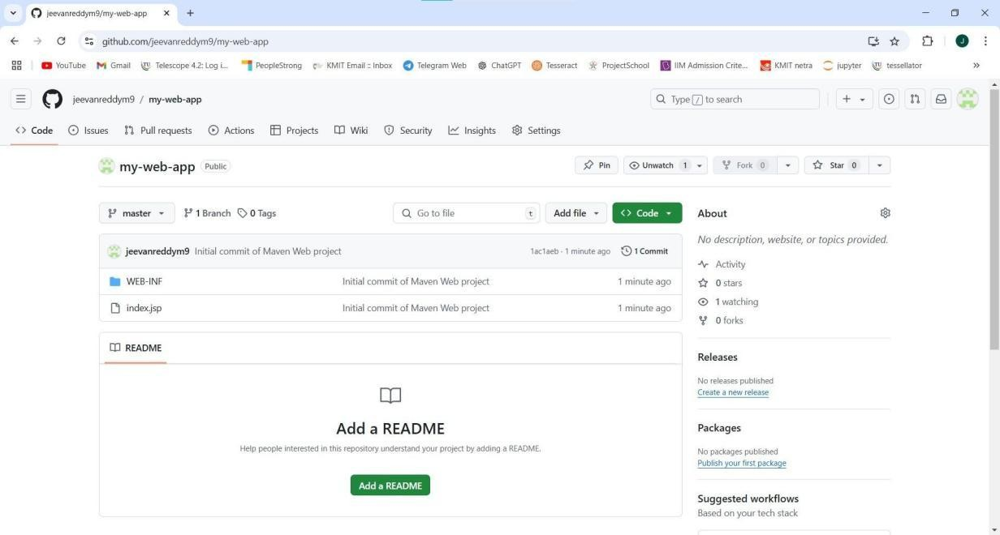 jeevanreddym9/my-web-app
github.com/jeevanreddym9/my-web-app
YouTube Gmail Telescope 4.2: Log i... PeopleStrong KMIT Email :: Inbox Telegram Web ChatGPT Tesseract ProjectSchool IIM Admission Crite... KMIT netra jupyter tessellator
jeevanreddym9 / my-web-app
Type / to search
Code Issues Pull requests Actions Projects Wiki Security Insights Settings
my-web-app Public
Pin Unwatch 1 Fork 0 Star 0
master 1 Branch 0 Tags Go to file t Add file Code
jeevanreddym9 Initial commit of Maven Web project 1ac1aeb · 1 minute ago 1 Commit
WEB-INF Initial commit of Maven Web project 1 minute ago
index.jsp Initial commit of Maven Web project 1 minute ago
README
Add a README
Help people interested in this repository understand your project by adding a README.
Add a README
About
No description, website, or topics provided.
Activity
0 stars
1 watching
0 forks
Releases
No releases published
Create a new release
Packages
No packages published
Publish your first package
Suggested workflows
Based on your tech stack